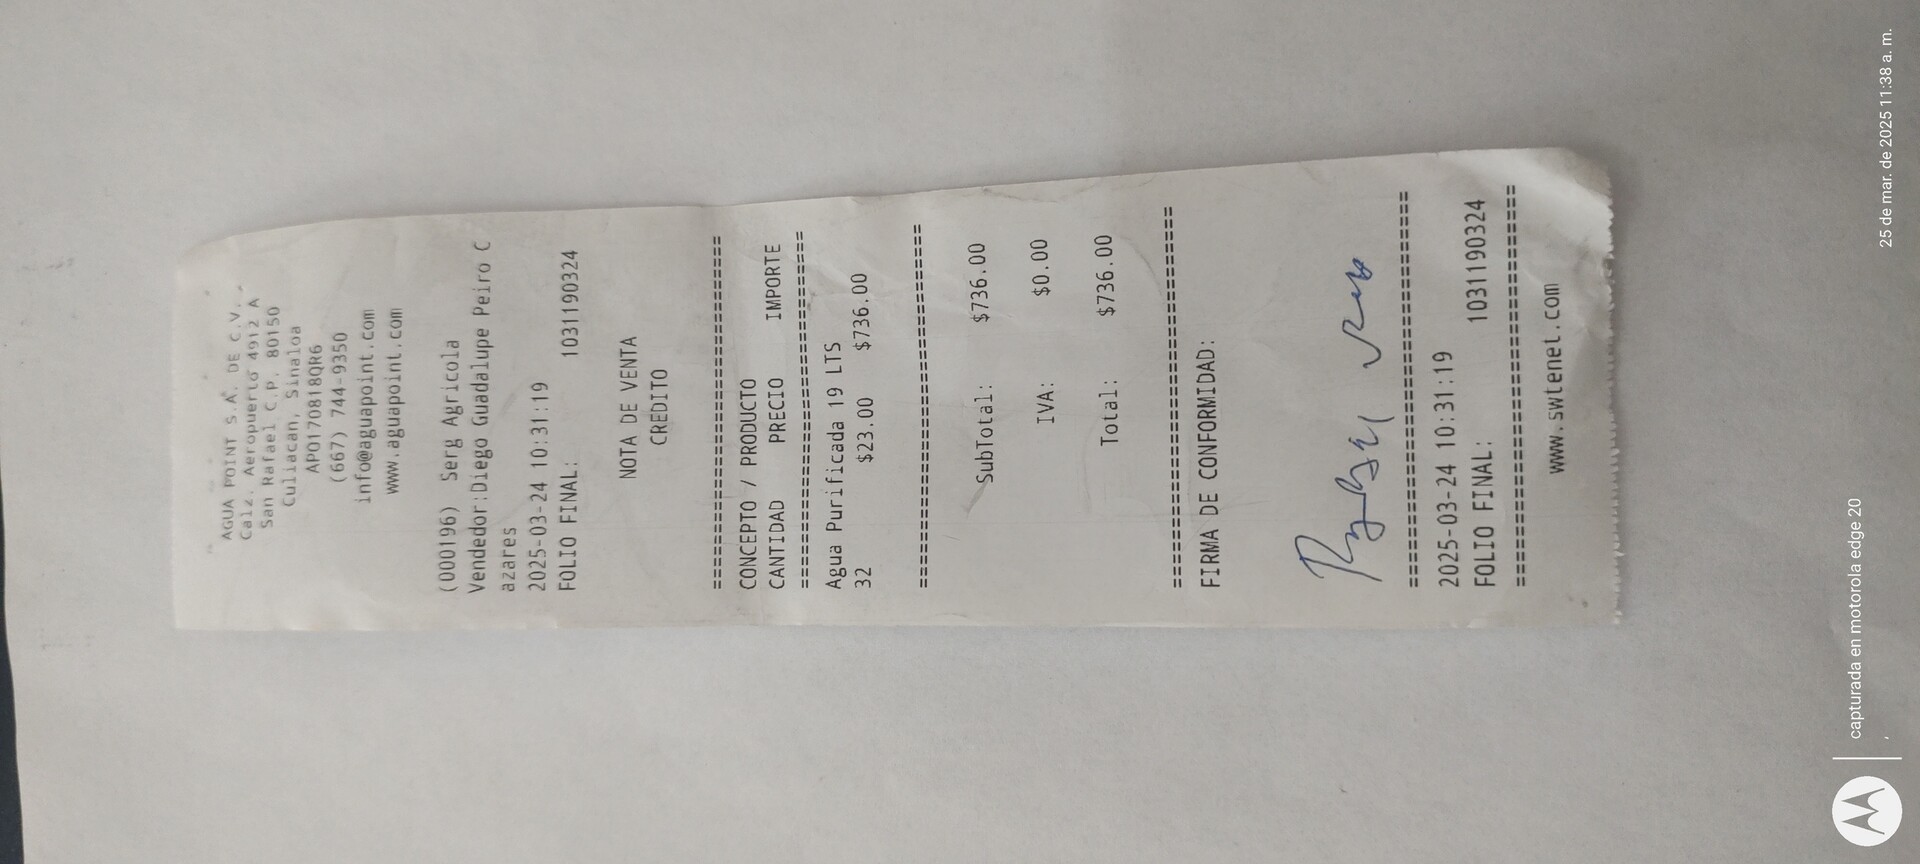 AGUA POINT S.A. DE C.V.
Calz. Aeropuerto 4912 A
San Rafael C.P. 80150
Culiacan, Sinaloa
APO170818QR6
(667) 744-9350
info@aguapoint.com
www.aguapoint.com
(000196) Serg Agricola
Vendedor:Diego Guadalupe Peiro C
azares
2025-03-24 10:31:19
FOLIO FINAL: 1031190324
NOTA DE VENTA
CREDITO
================================
CONCEPTO / PRODUCTO
CANTIDAD PRECIO IMPORTE
================================
Agua Purificada 19 LTS
32 $23.00 $736.00
================================
SubTotal: $736.00
IVA: $0.00
Total: $736.00
================================
FIRMA DE CONFORMIDAD:
================================
2025-03-24 10:31:19
FOLIO FINAL: 1031190324
================================
www.swtenet.com
capturada en motorola edge 20
25 de mar. de 2025 11:38 a. m.